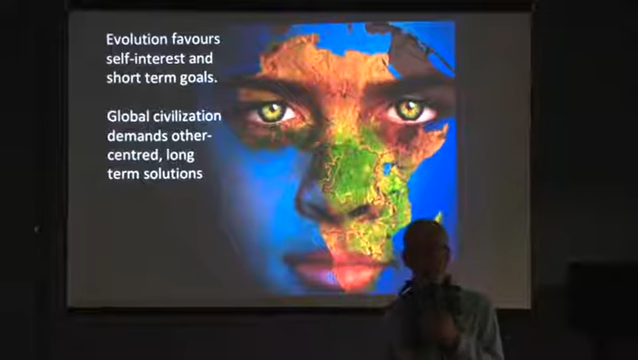 Evolution favours
self-interest and
short term goals.
Global civilization
demands other-
centred, long
term solutions